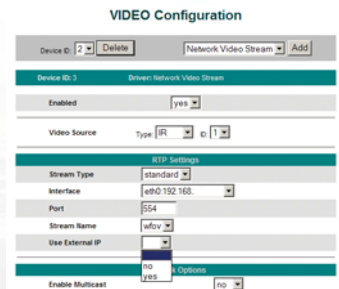 VIDEO Configuration
Device ID: 2 Delete Network Video Stream Add
Device ID: 3 Driver: Network Video Stream
Enabled yes
Video Source Type: IR ID: 1
RTP Settings
Stream Type standard
Interface eth0:192.168.
Port 554
Stream Name wfov
Use External IP
no
yes
k Options
Enable Multicast no